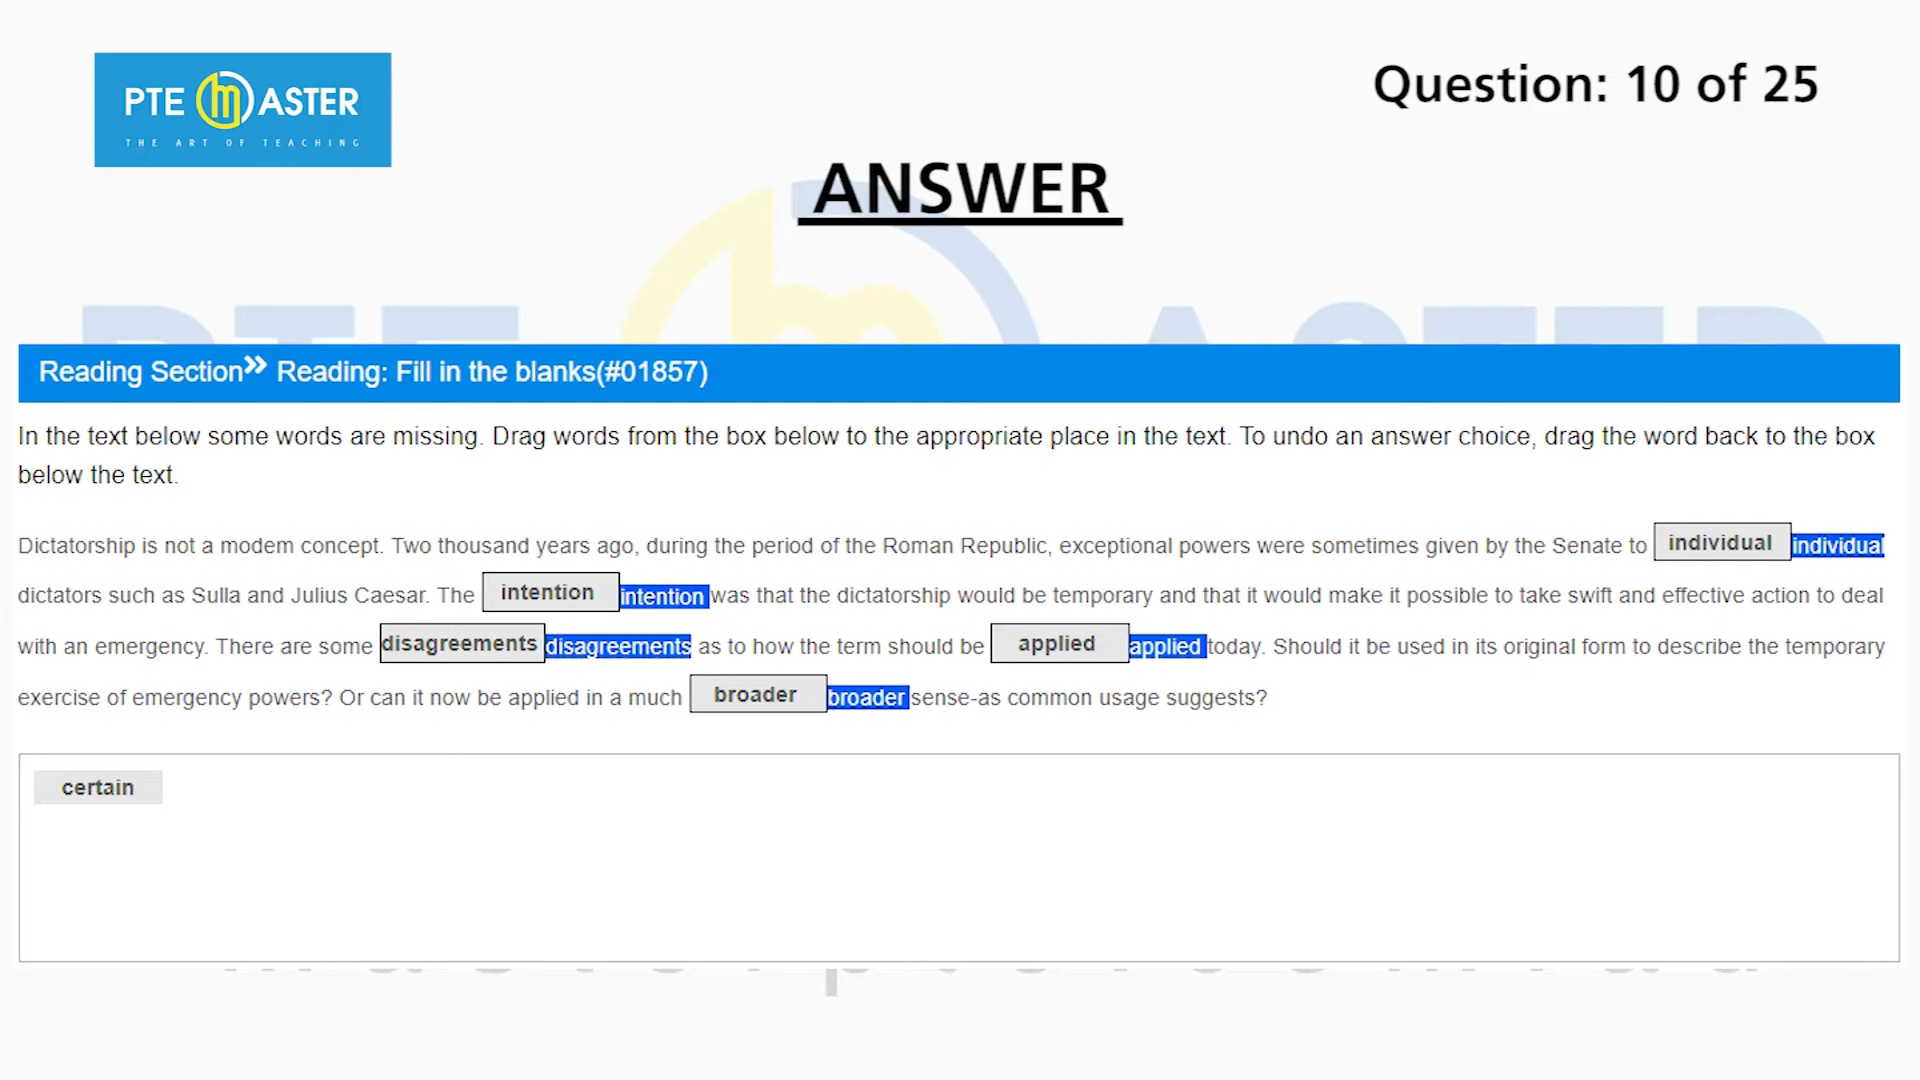 PTE MASTER
THE ART OF TEACHING
Question: 10 of 25
ANSWER
Reading Section» Reading: Fill in the blanks(#01857)
In the text below some words are missing. Drag words from the box below to the appropriate place in the text. To undo an answer choice, drag the word back to the box
below the text.
Dictatorship is not a modem concept. Two thousand years ago, during the period of the Roman Republic, exceptional powers were sometimes given by the Senate to individual individual
dictators such as Sulla and Julius Caesar. The intention intention was that the dictatorship would be temporary and that it would make it possible to take swift and effective action to deal
with an emergency. There are some disagreements disagreements as to how the term should be applied applied today. Should it be used in its original form to describe the temporary
exercise of emergency powers? Or can it now be applied in a much broader broader sense-as common usage suggests?
certain